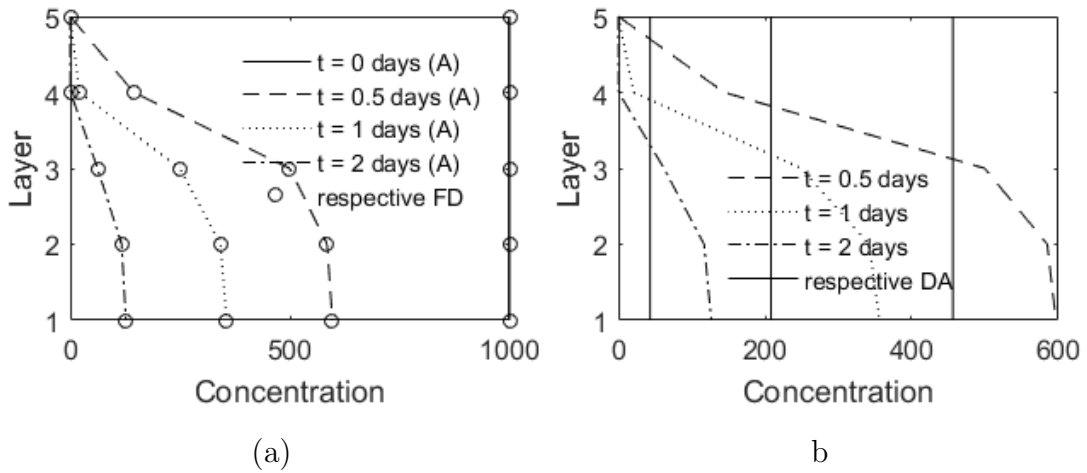 5
4
3
2
1
Layer
t = 0 days (A)
t = 0.5 days (A)
t = 1 days (A)
t = 2 days (A)
respective FD
0
500
1000
Concentration
(a)
5
4
3
2
1
Layer
t = 0.5 days
t = 1 days
t = 2 days
respective DA
0
200
400
600
Concentration
b